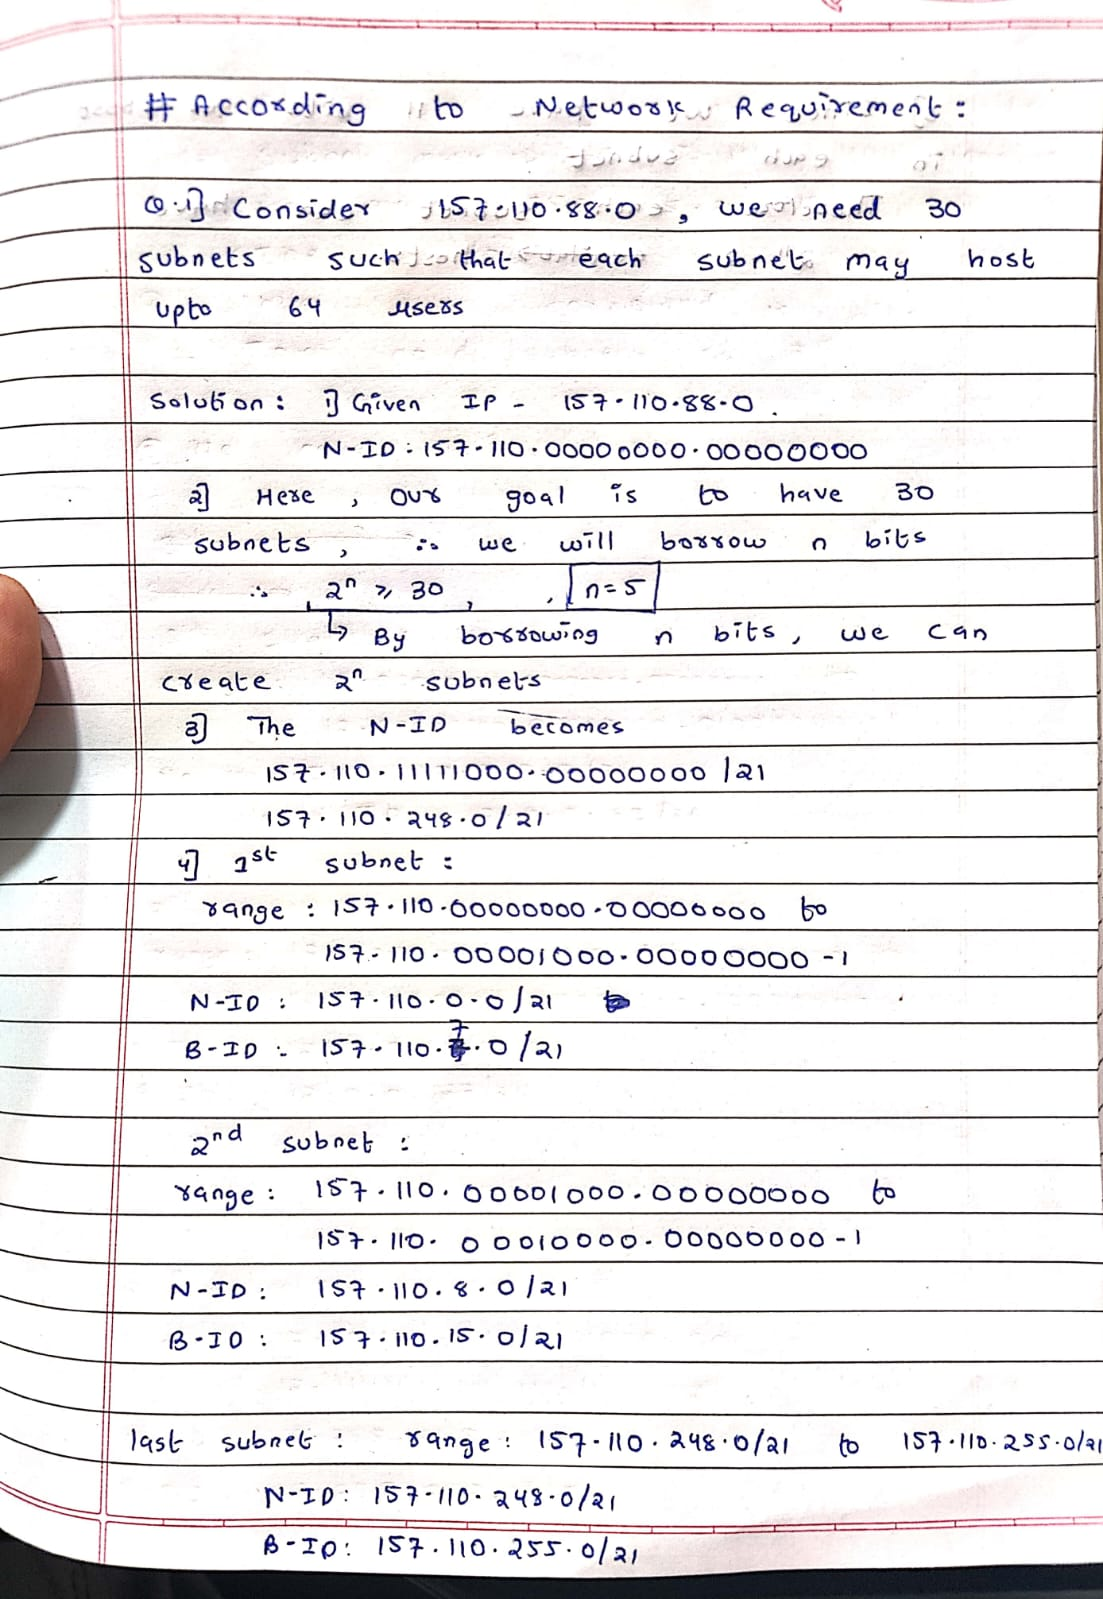 # According to Network Requirement :
Q.1] Consider 157.110.88.0, we need 30
subnets such that each subnet may host
upto 64 users
Solution : 1] Given IP - 157.110.88.0.
N-ID : 157.110.00000000.00000000
2] Here, our goal is to have 30
subnets, ∴ we will borrow n bits
∴ 2ⁿ ≥ 30, , n=5
↳ By borrowing n bits, we can
create 2ⁿ subnets
3] The N-ID becomes
157.110.11111000.00000000 /21
157.110.248.0/21
4] 1st subnet :
range : 157.110.00000000.00000000 to
157.110.00001000.00000000 -1
N-ID : 157.110.0.0/21
B-ID : 157.110.7.0/21
2nd subnet :
range : 157.110.00001000.00000000 to
157.110.00010000.00000000 -1
N-ID : 157.110.8.0/21
B-ID : 157.110.15.0/21
last subnet : range : 157.110.248.0/21 to 157.110.255.0/21
N-ID : 157.110.248.0/21
B-ID : 157.110.255.0/21